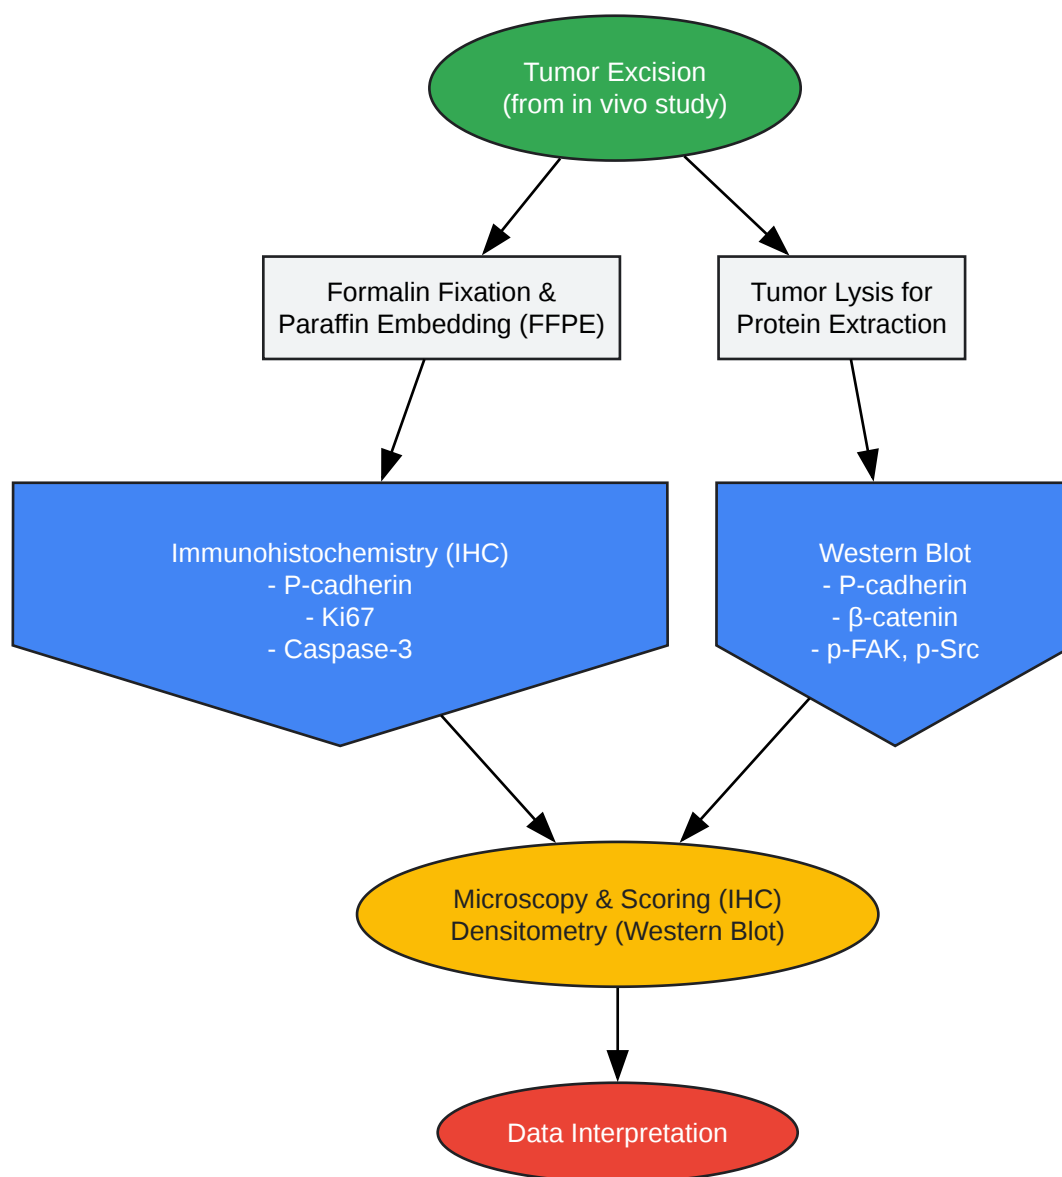 Tumor Excision
(from in vivo study)
Formalin Fixation &
Paraffin Embedding (FFPE)
Tumor Lysis for
Protein Extraction
Immunohistochemistry (IHC)
- P-cadherin
- Ki67
- Caspase-3
Western Blot
- P-cadherin
- β-catenin
- p-FAK, p-Src
Microscopy & Scoring (IHC)
Densitometry (Western Blot)
Data Interpretation